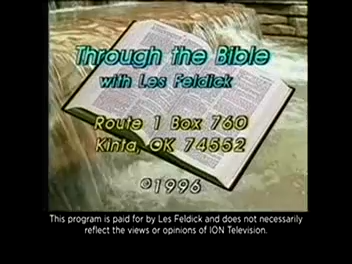 Through the Bible
with Les Feldick
Route 1 Box 760
Kinta, OK 74552
©1996
This program is paid for by Les Feldick and does not necessarily
reflect the views or opinions of ION Television.